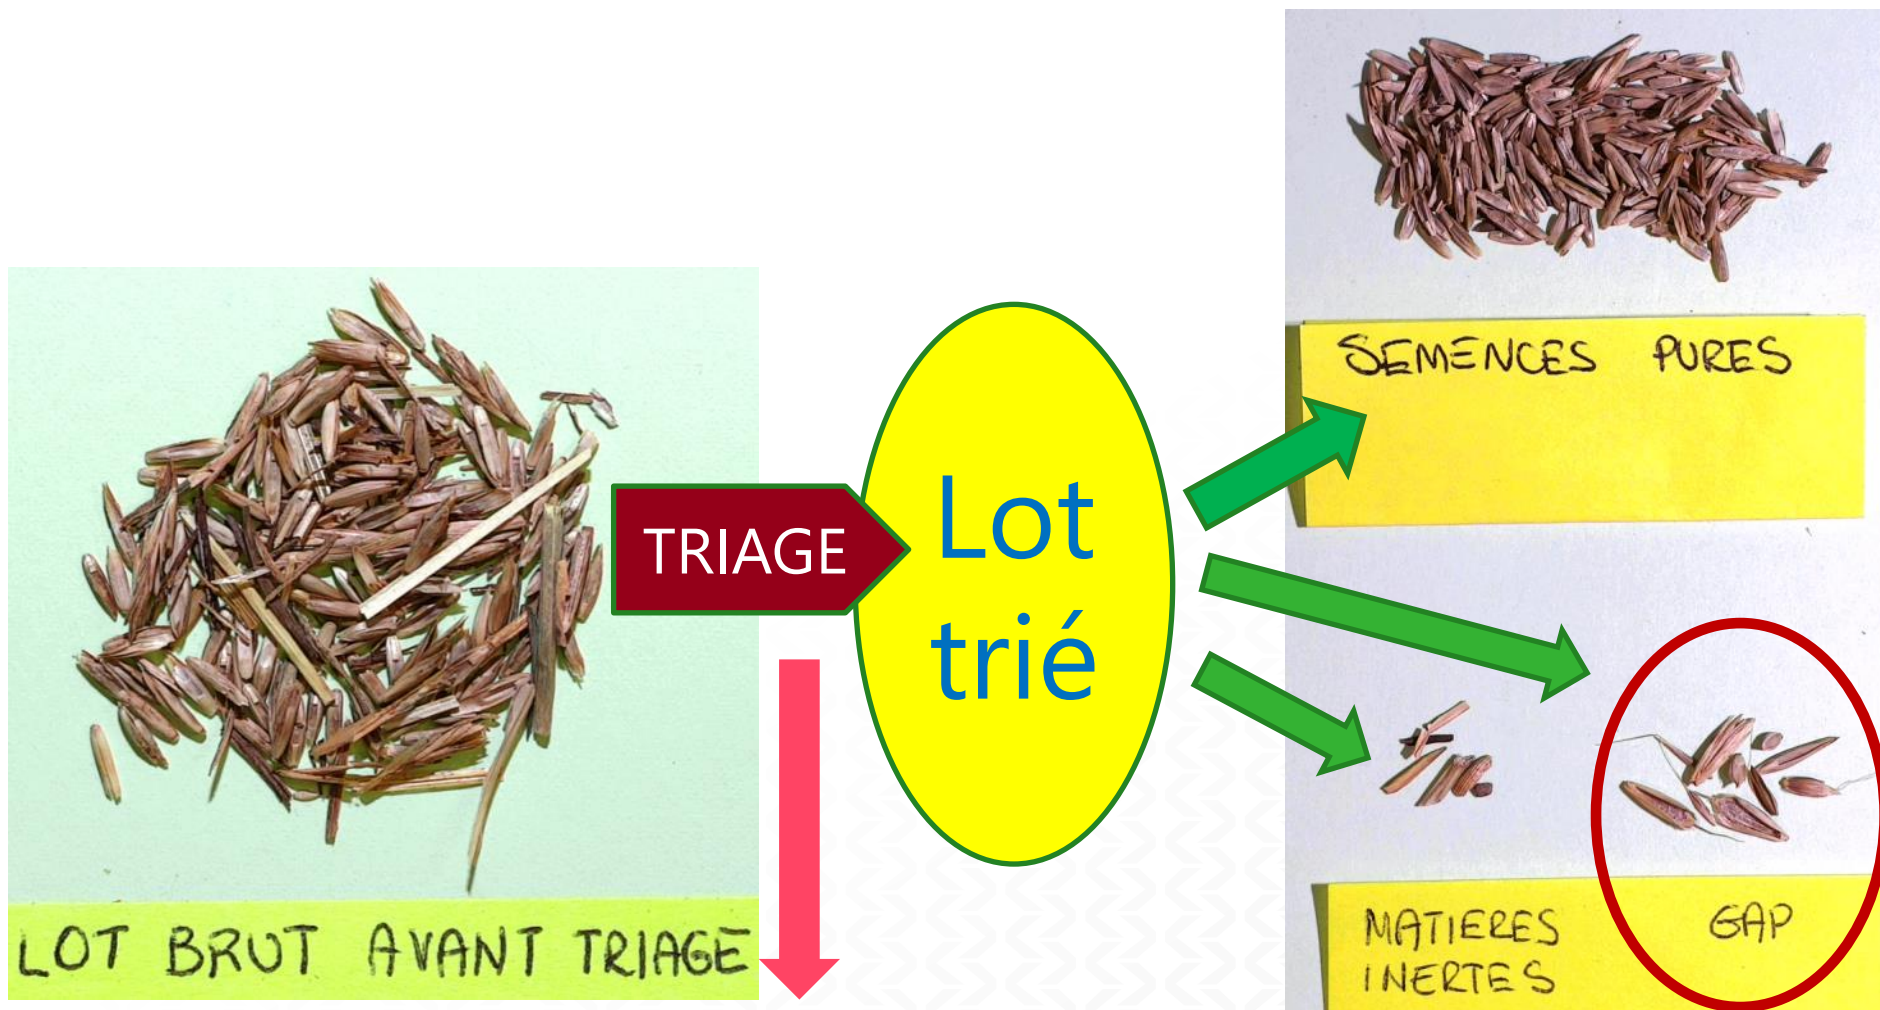 LOT BRUT AVANT TRIAGE
TRIAGE
Lot
trié
SEMENCES PURES
MATIERES GAP
INERTES